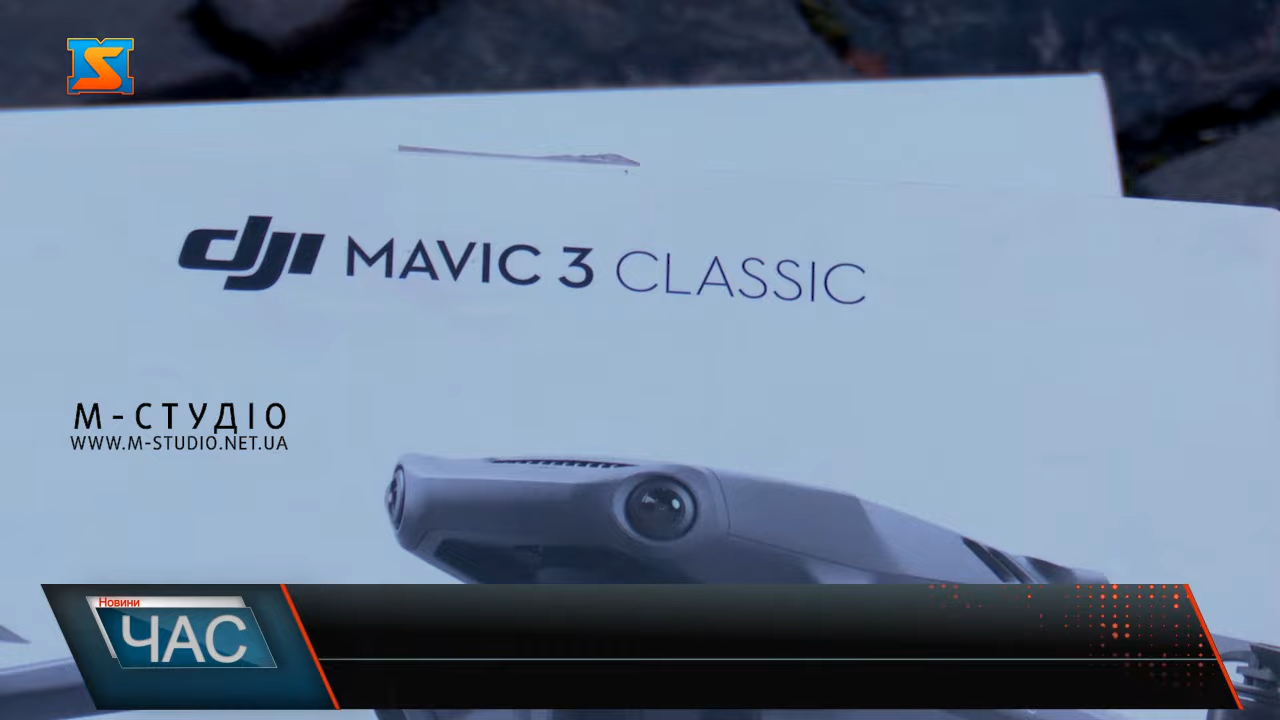 dji MAVIC 3 CLASSIC
М-СТУДІО
WWW.M-STUDIO.NET.UA
Новини
ЧАС